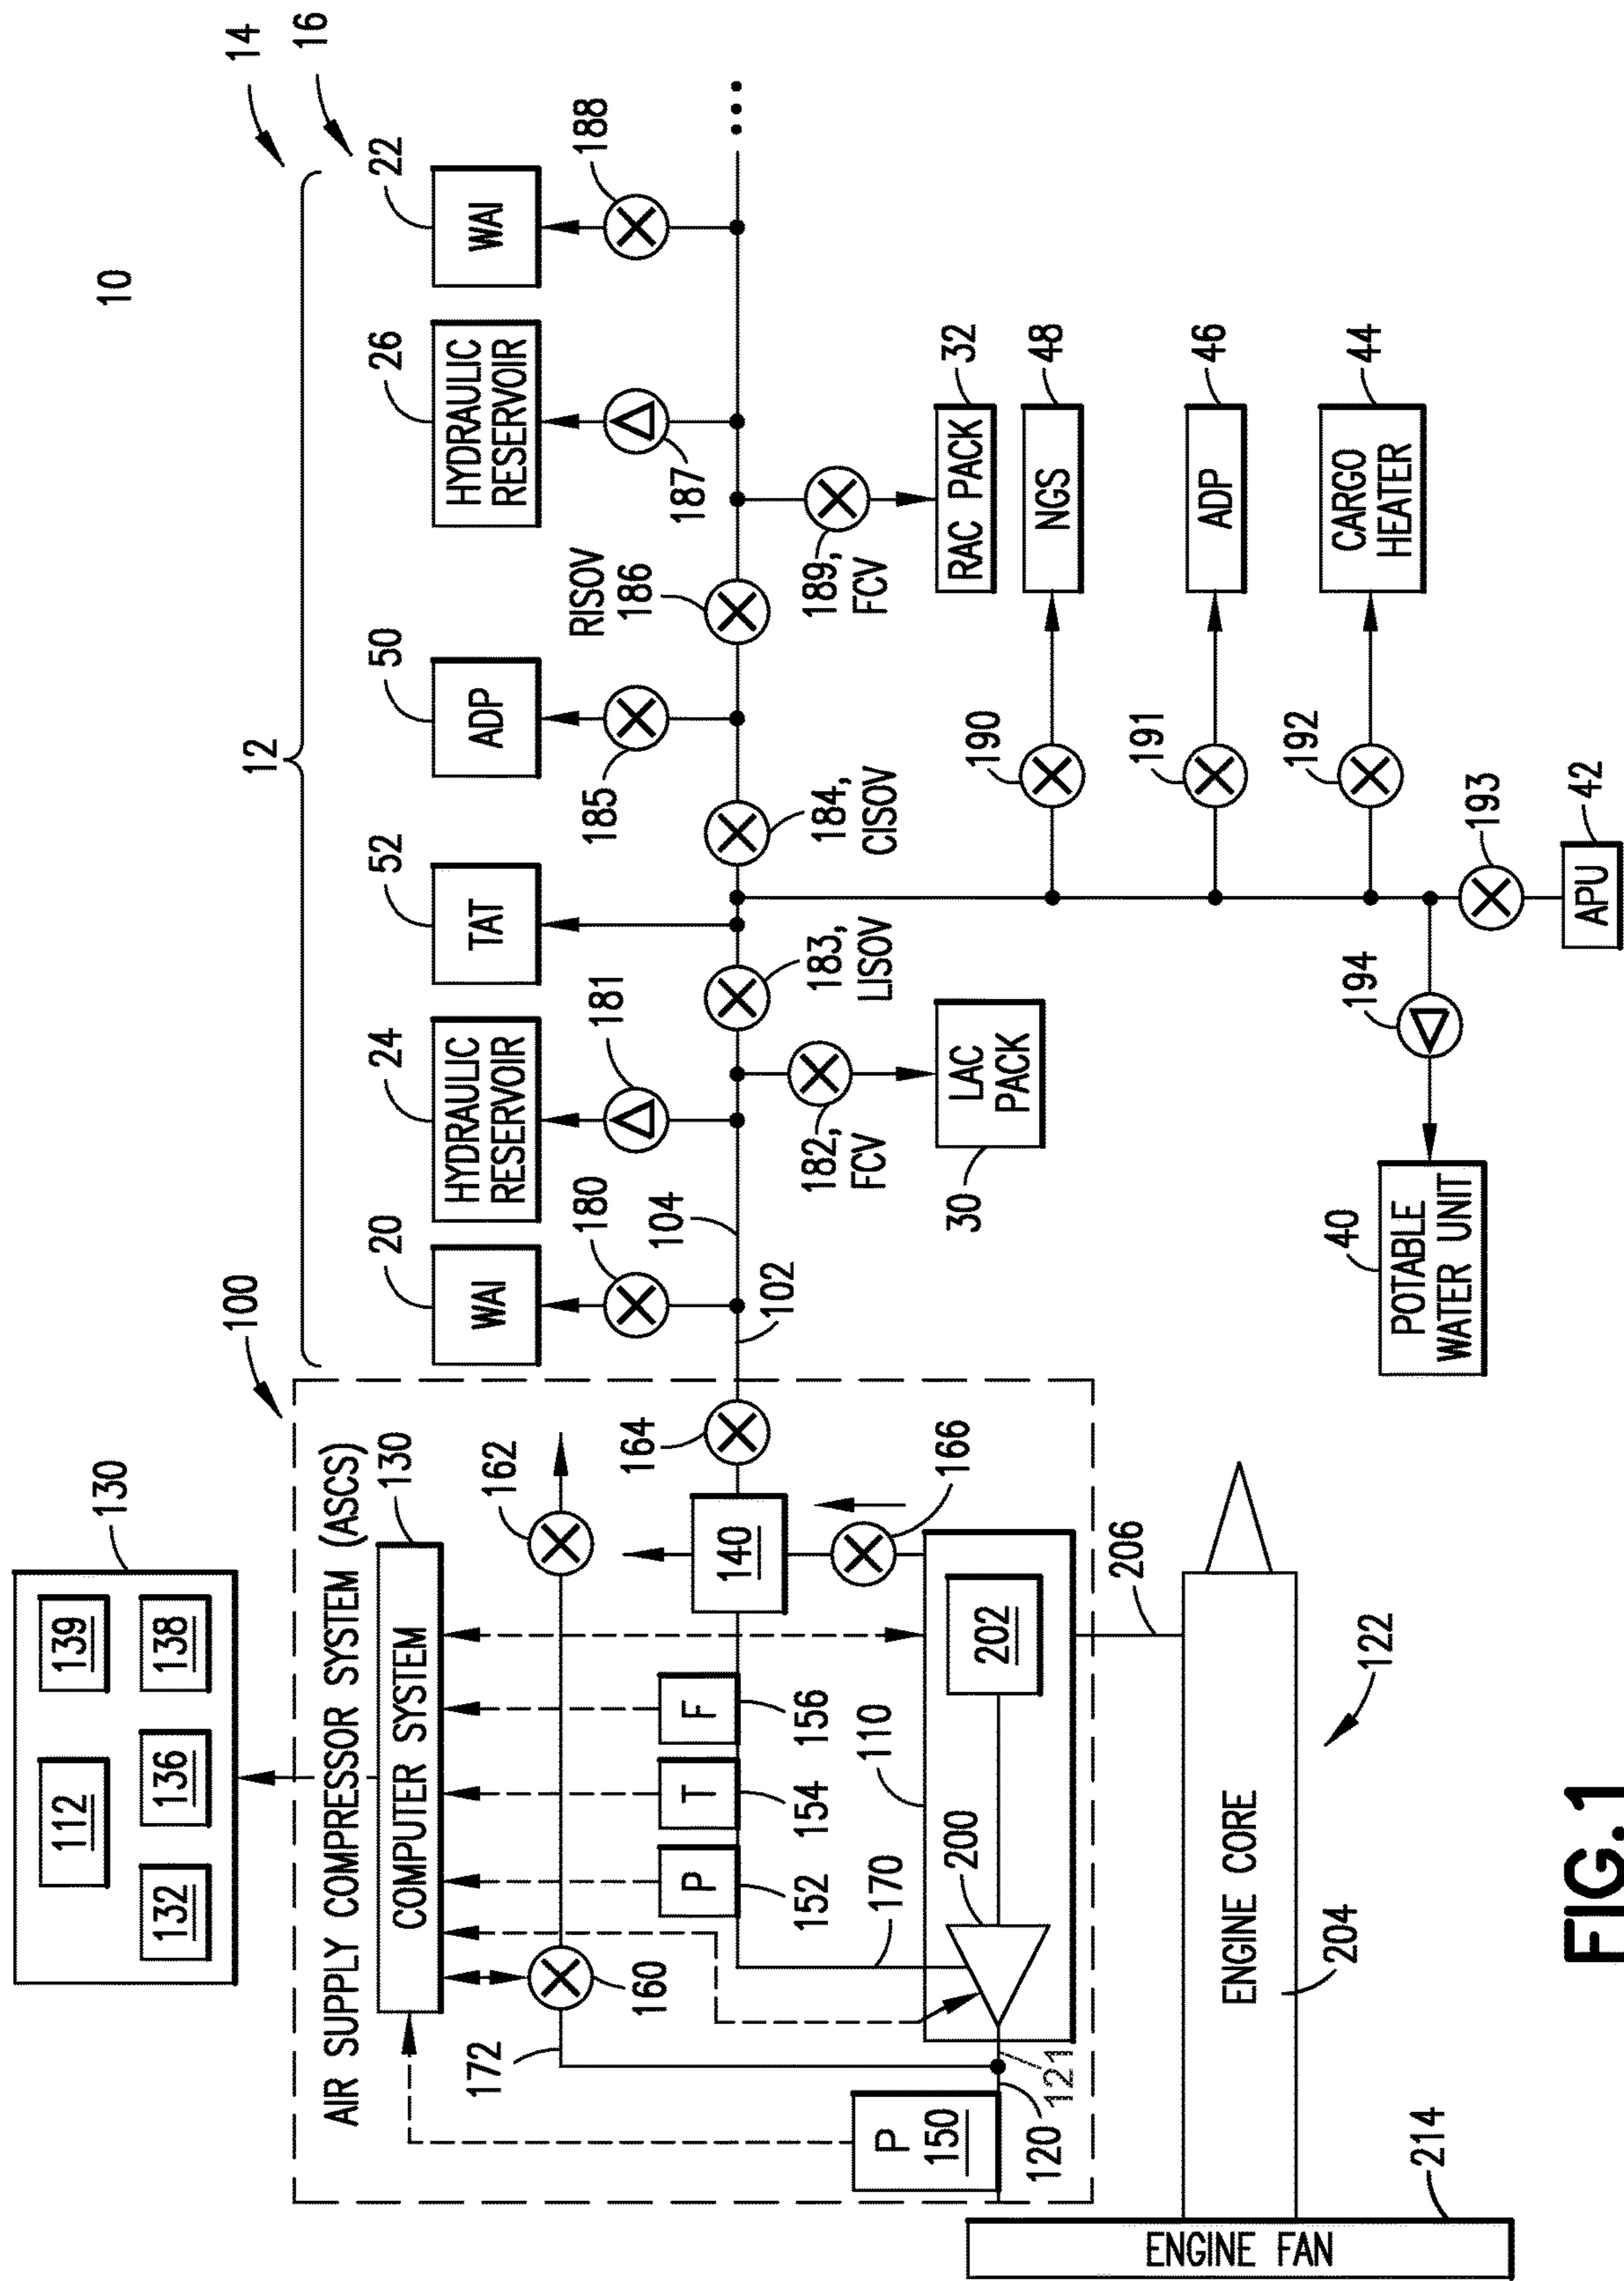 10
14
16
12
100
130
139
138
112
136
132
AIR SUPPLY COMPRESSOR SYSTEM (ASCS)
130
COMPUTER SYSTEM
162
160
172
P
150
120
121
P
152
T
154
F
156
140
164
166
170
110
200
202
206
ENGINE CORE
204
122
ENGINE FAN
214
20
WAI
180
102
104
24
HYDRAULIC
RESERVOIR
181
182,
FCV
LAC
PACK
30
183,
LISOV
52
TAT
184,
CISOV
50
ADP
185
RISOV
186
26
HYDRAULIC
RESERVOIR
187
22
WAI
188
189,
FCV
RAC PACK
32
190
NGS
48
191
ADP
46
192
CARGO
HEATER
44
193
APU
42
194
40
POTABLE
WATER UNIT
FIG.1